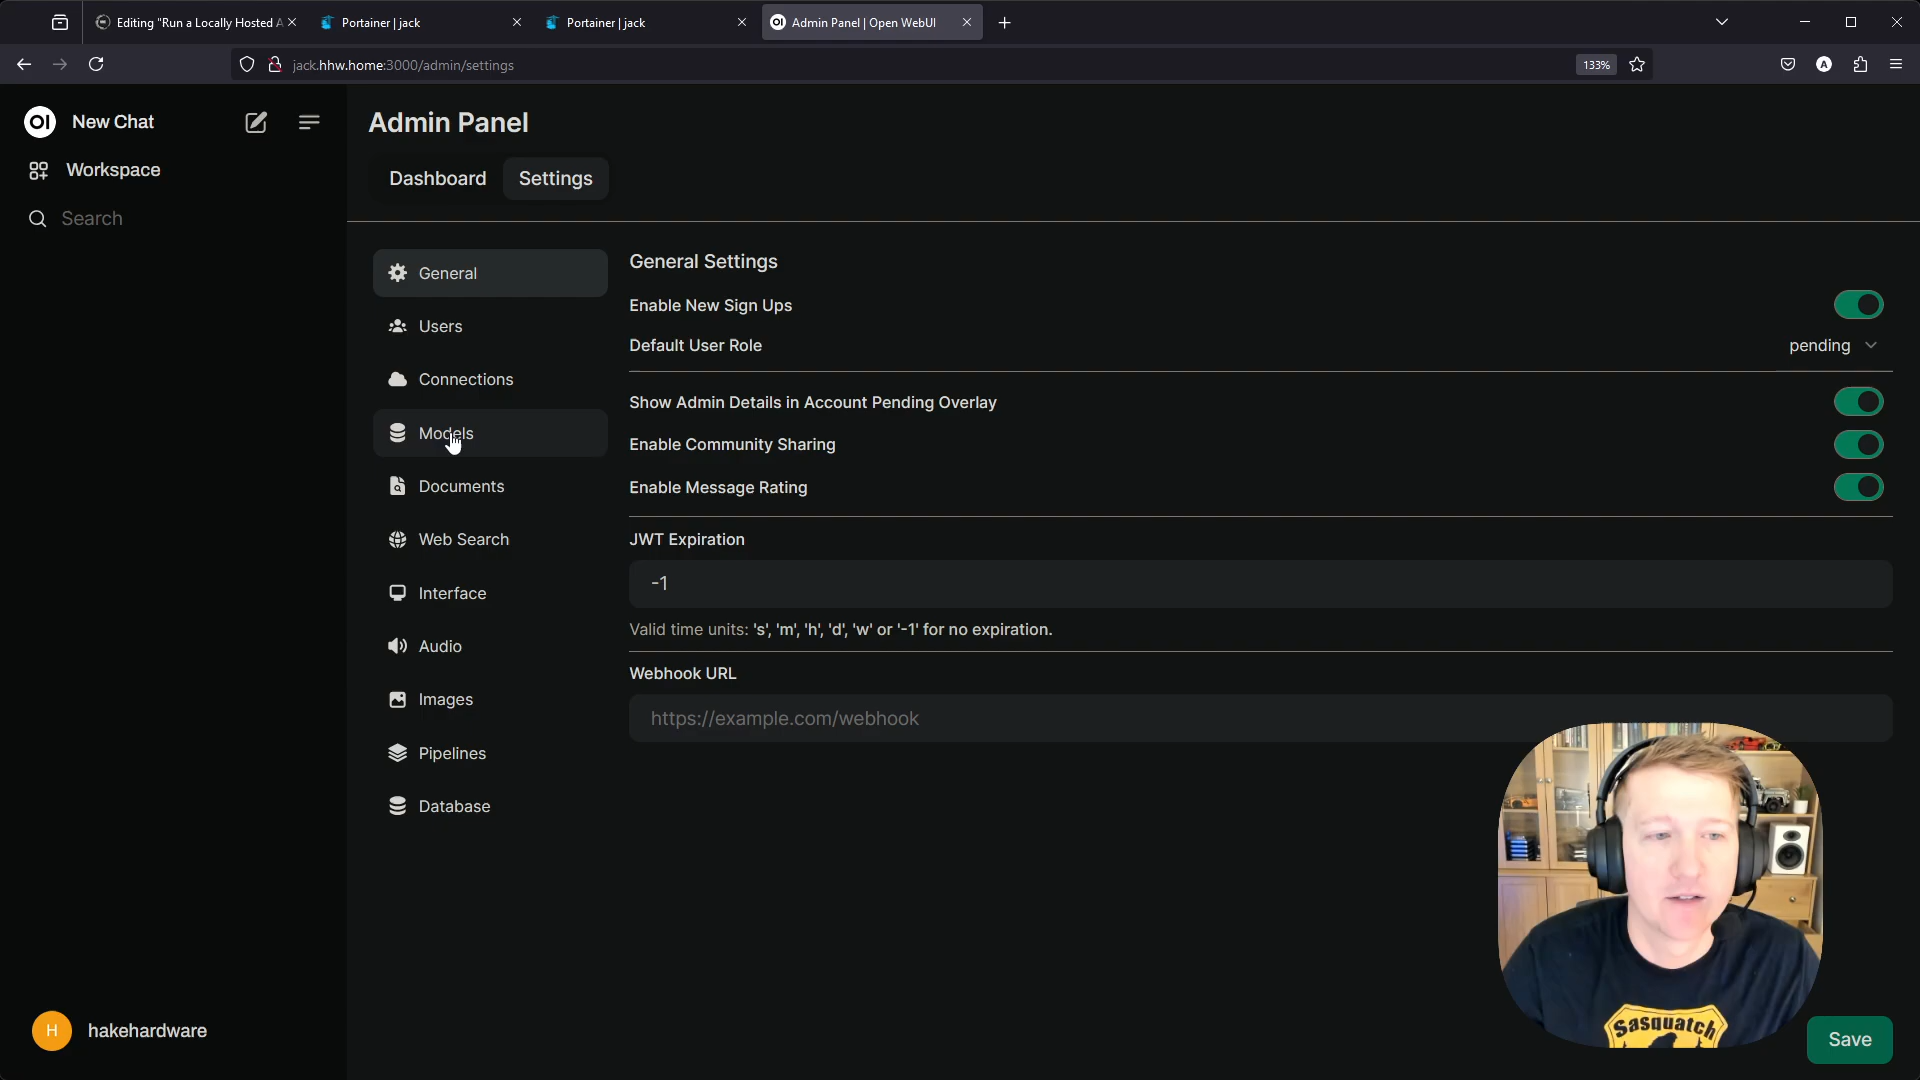 Editing "Run a Locally Hosted A
Portainer | jack
Portainer | jack
OI Admin Panel | Open WebUI
jack.hhw.home:3000/admin/settings
133%
A
OI New Chat
Workspace
Search
Admin Panel
Dashboard
Settings
General
Users
Connections
Models
Documents
Web Search
Interface
Audio
Images
Pipelines
Database
General Settings
Enable New Sign Ups
Default User Role
pending
Show Admin Details in Account Pending Overlay
Enable Community Sharing
Enable Message Rating
JWT Expiration
-1
Valid time units: 's', 'm', 'h', 'd', 'w' or '-1' for no expiration.
Webhook URL
https://example.com/webhook
Sasquatch
H hakehardware
Save